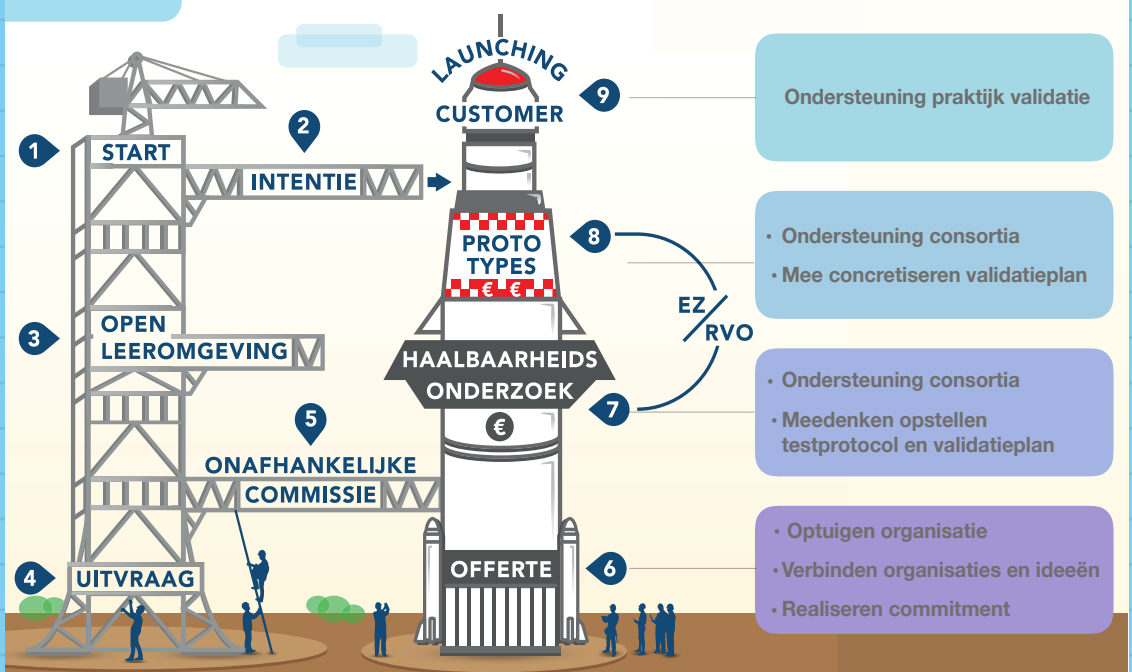 1
START
2
INTENTIE
3
OPEN
LEEROMGEVING
4
UITVRAAG
5
ONAFHANKELIJKE
COMMISSIE
LAUNCHING
CUSTOMER
9
PROTO
TYPES
€ €
8
EZ/
RVO
HAALBAARHEIDS
ONDERZOEK
7
€
OFFERTE
6
Ondersteuning praktijk validatie
· Ondersteuning consortia
· Mee concretiseren validatieplan
· Ondersteuning consortia
· Meedenken opstellen
testprotocol en validatieplan
· Optuigen organisatie
· Verbinden organisaties en ideeën
· Realiseren commitment